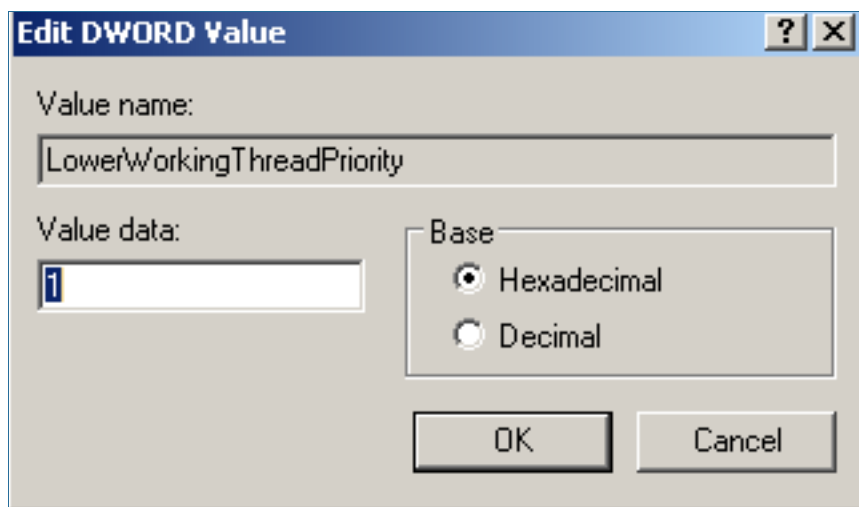 Edit DWORD Value
Value name:
LowerWorkingThreadPriority
Value data:
1
Base
Hexadecimal
Decimal
OK
Cancel